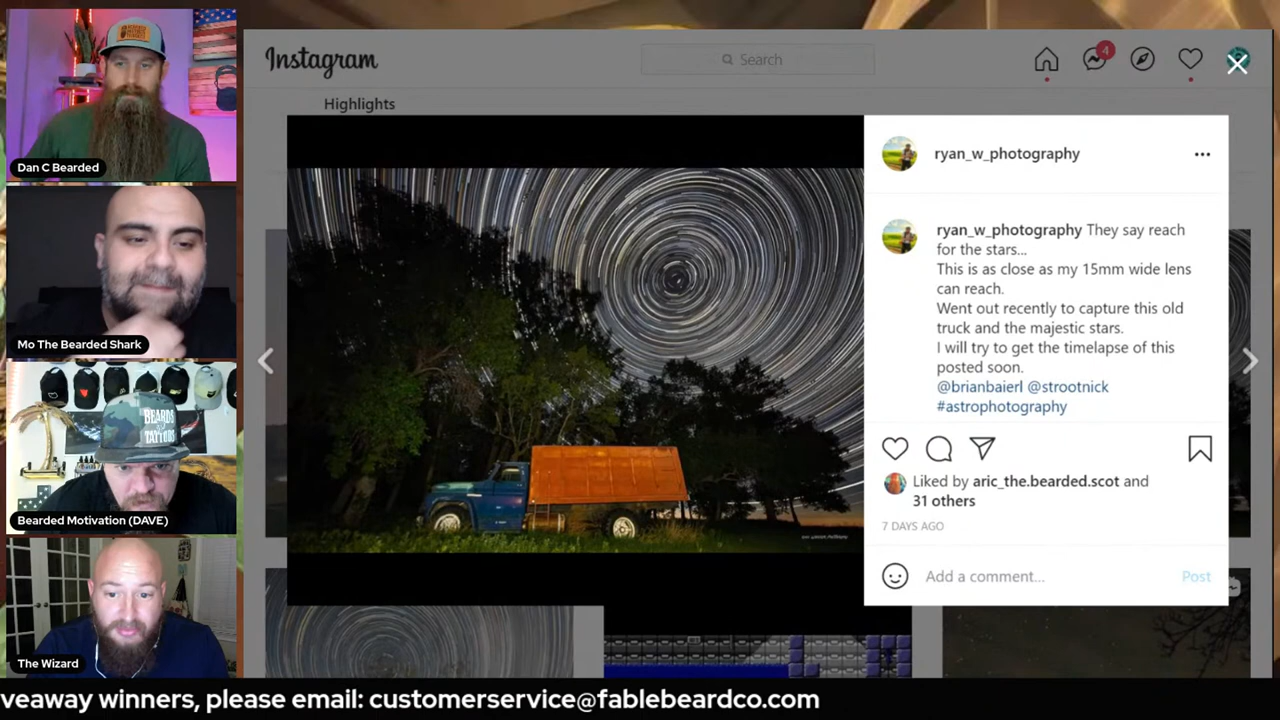 Dan C Bearded
Mo The Bearded Shark
BEARDS
TATTOOS
Bearded Motivation (DAVE)
The Wizard
Instagram
Search
4
Highlights
ryan_w_photography
ryan_w_photography They say reach
for the stars...
This is as close as my 15mm wide lens
can reach.
Went out recently to capture this old
truck and the majestic stars.
I will try to get the timelapse of this
posted soon.
@brianbaierl @strootnick
#astrophotography
Liked by aric_the.bearded.scot and
31 others
7 DAYS AGO
Add a comment...
Post
veaway winners, please email: customerservice@fablebeardco.com